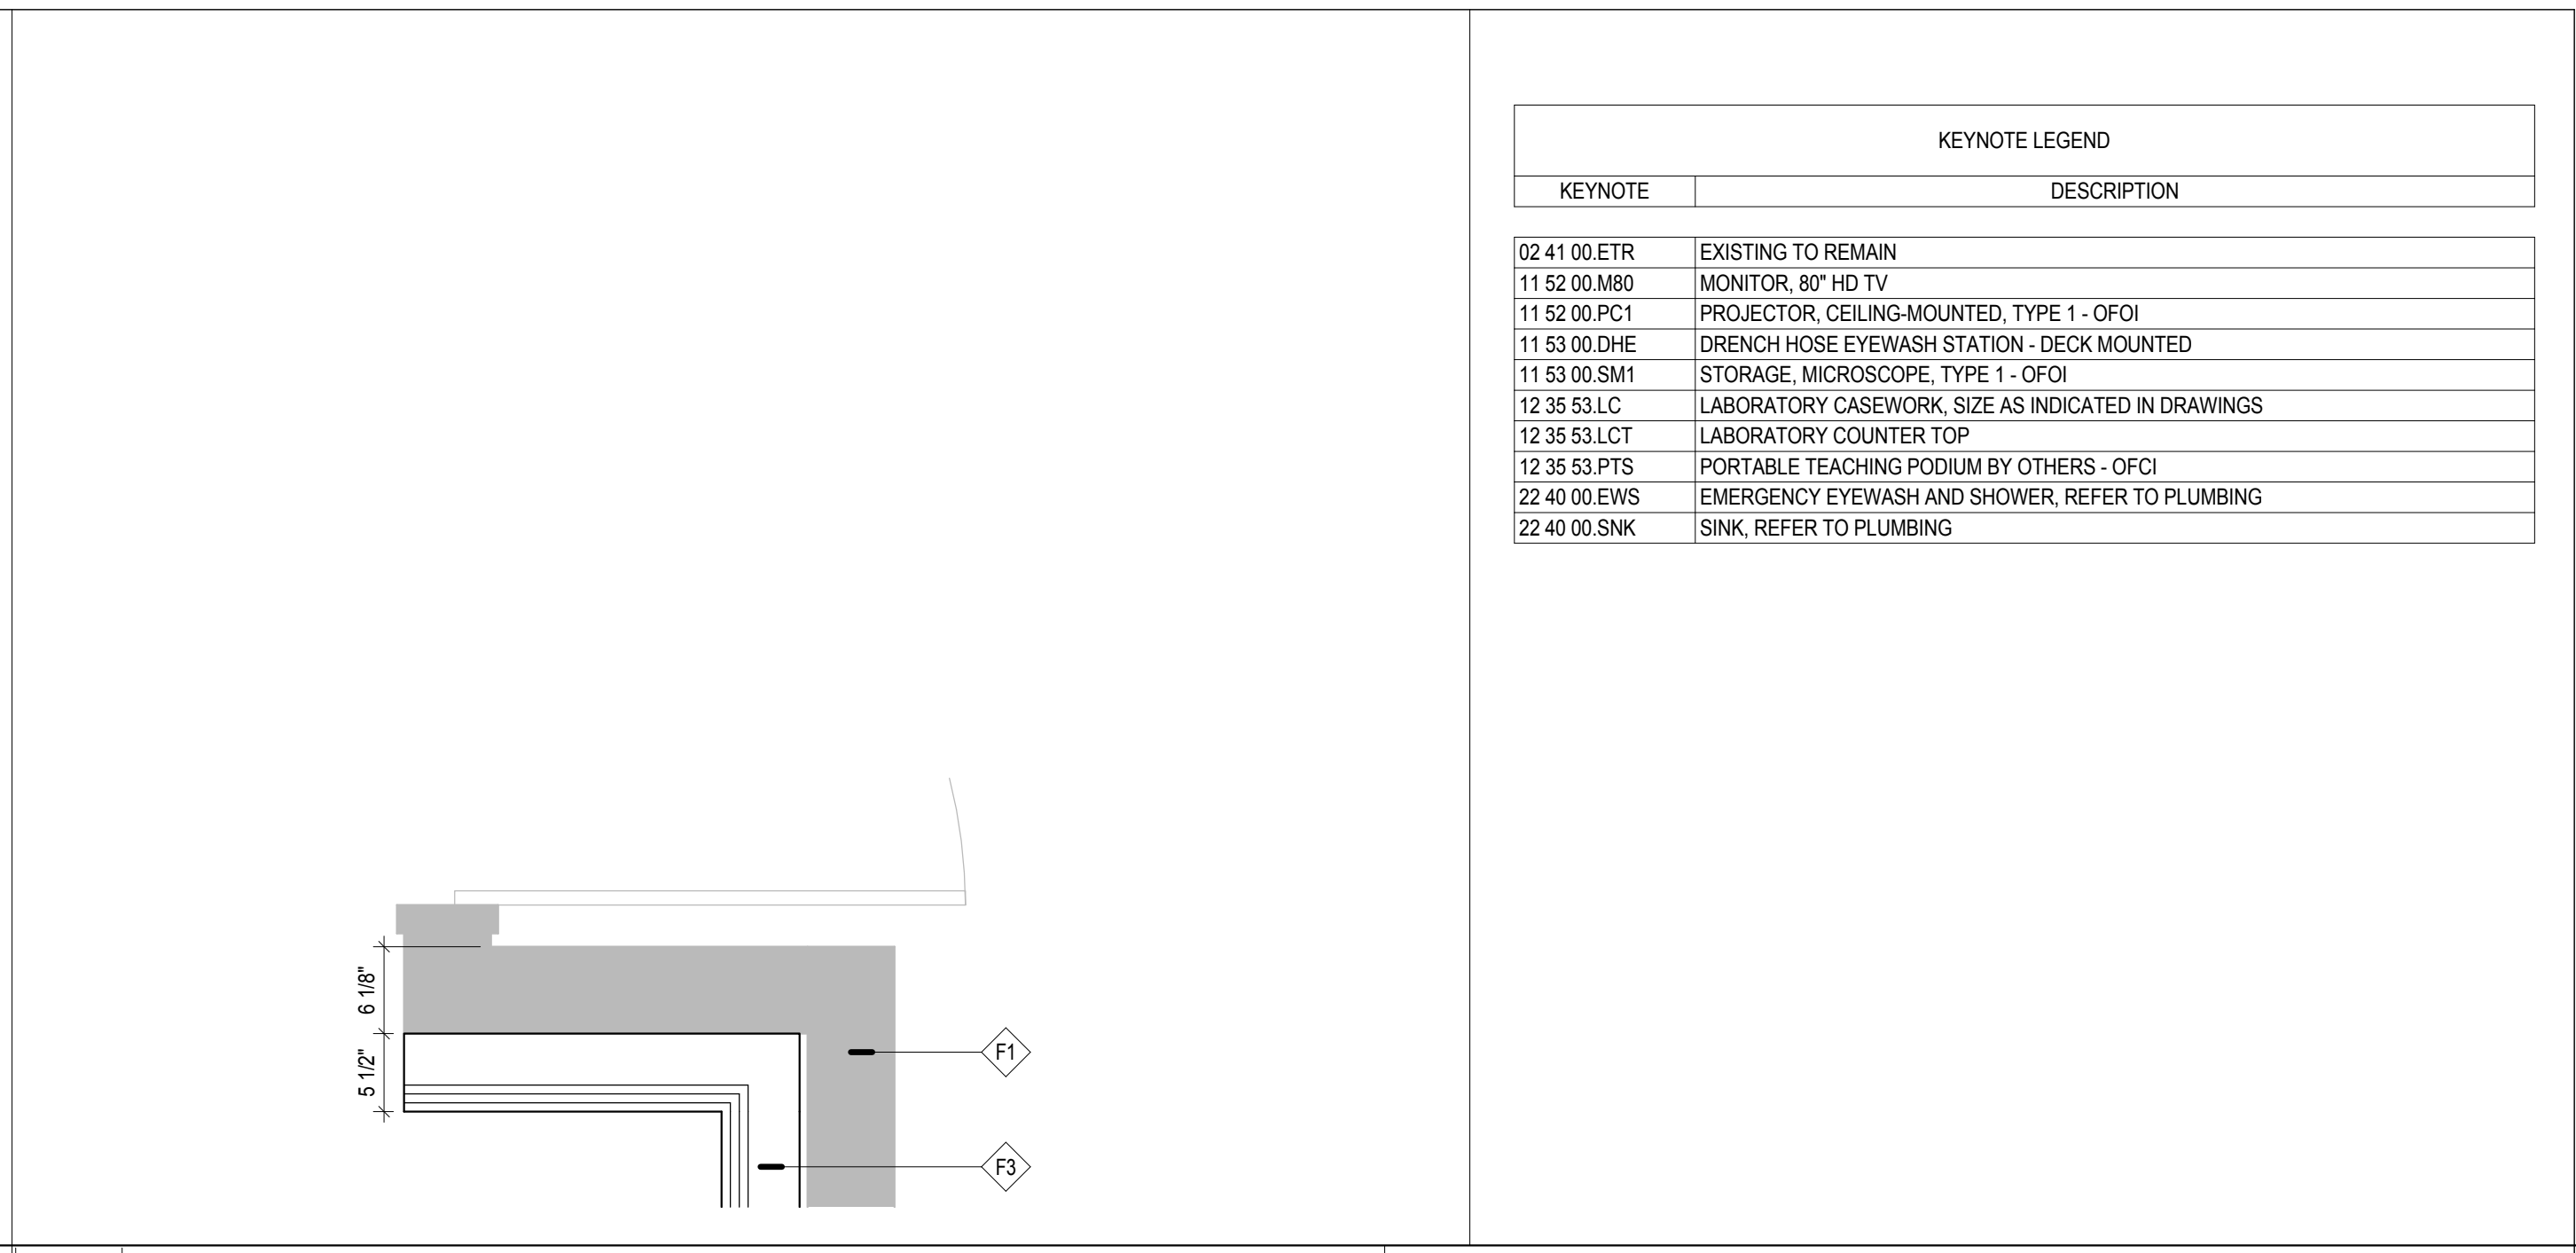 KEYNOTE LEGEND
KEYNOTE DESCRIPTION
02 41 00.ETR EXISTING TO REMAIN
11 52 00.M80 MONITOR, 80" HD TV
11 52 00.PC1 PROJECTOR, CEILING-MOUNTED, TYPE 1 - OFOI
11 53 00.DHE DRENCH HOSE EYEWASH STATION - DECK MOUNTED
11 53 00.SM1 STORAGE, MICROSCOPE, TYPE 1 - OFOI
12 35 53.LC LABORATORY CASEWORK, SIZE AS INDICATED IN DRAWINGS
12 35 53.LCT LABORATORY COUNTER TOP
12 35 53.PTS PORTABLE TEACHING PODIUM BY OTHERS - OFCI
22 40 00.EWS EMERGENCY EYEWASH AND SHOWER, REFER TO PLUMBING
22 40 00.SNK SINK, REFER TO PLUMBING
6 1/8"
5 1/2"
F1
F3